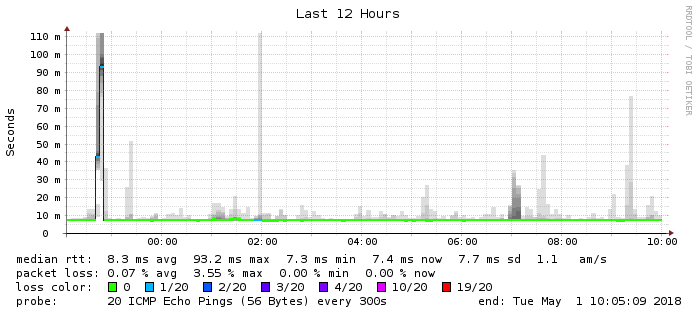 Last 12 Hours
RRDTOOL / TOBI OETIKER
Seconds
110 m
100 m
90 m
80 m
70 m
60 m
50 m
40 m
30 m
20 m
10 m
0
00:00 02:00 04:00 06:00 08:00 10:00
median rtt: 8.3 ms avg 93.2 ms max 7.3 ms min 7.4 ms now 7.7 ms sd 1.1 am/s
packet loss: 0.07 % avg 3.55 % max 0.00 % min 0.00 % now
loss color: 0 1/20 2/20 3/20 4/20 10/20 19/20
probe: 20 ICMP Echo Pings (56 Bytes) every 300s end: Tue May 1 10:05:09 2018